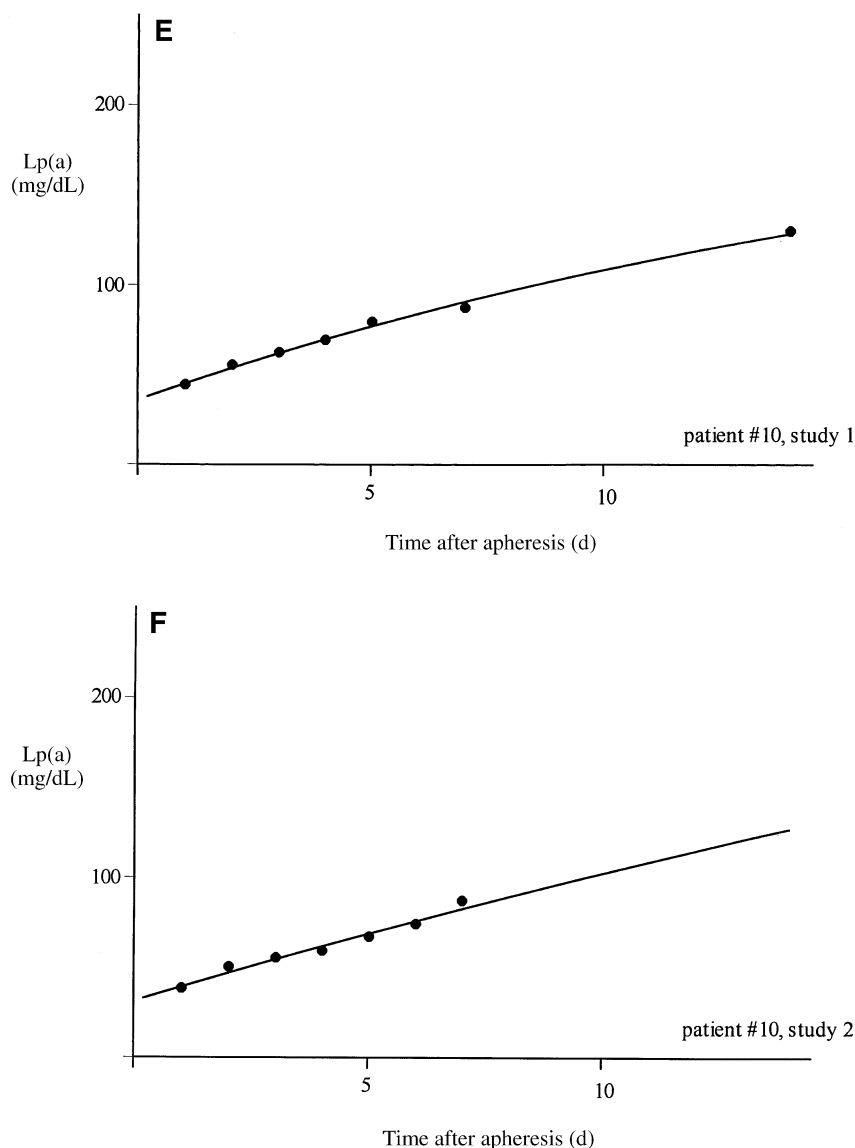 E
200
Lp(a)
(mg/dL)
100
patient #10, study 1
5
10
Time after apheresis (d)
F
200
Lp(a)
(mg/dL)
100
patient #10, study 2
5
10
Time after apheresis (d)